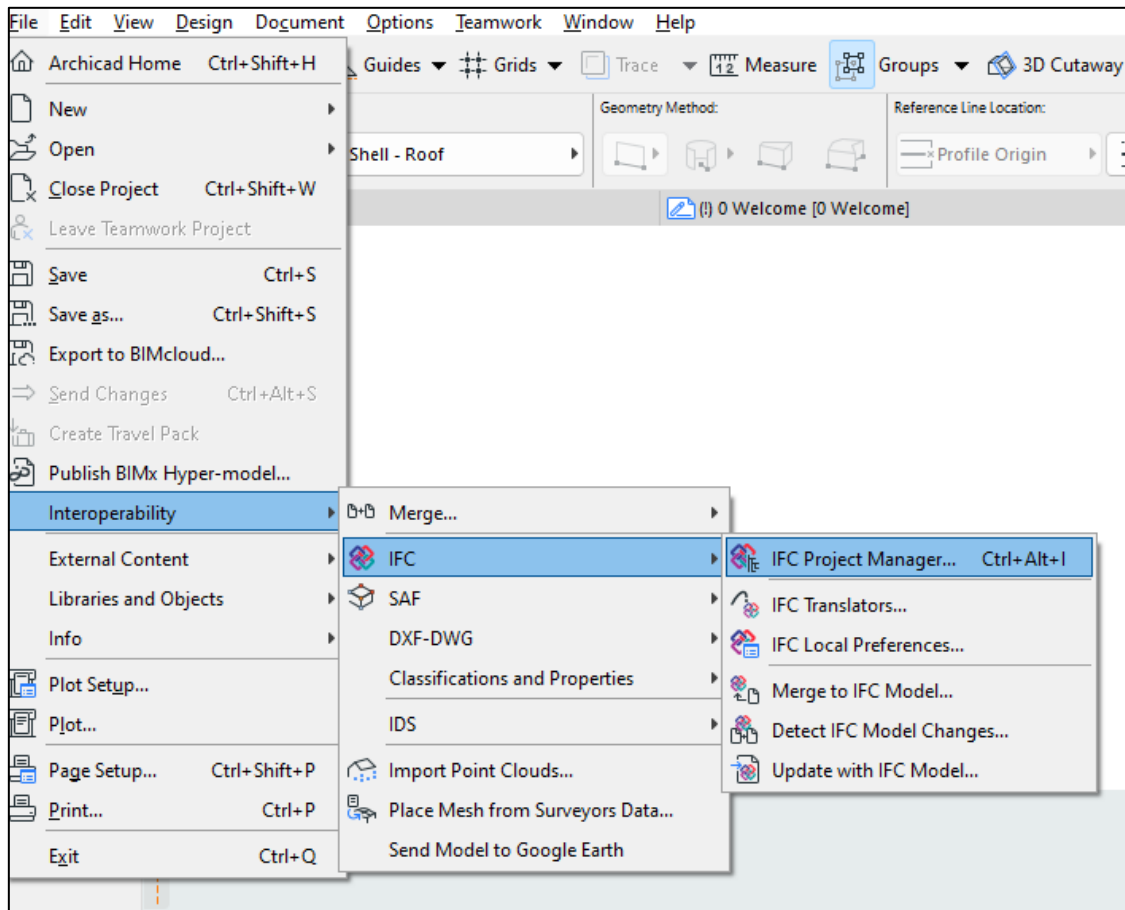 File Edit View Design Document Options Teamwork Window Help
Archicad Home Ctrl+Shift+H
Guides Grids Trace Measure Groups 3D Cutaway
New
Geometry Method: Reference Line Location:
Open
Shell - Roof
Profile Origin
Close Project Ctrl+Shift+W
(!) 0 Welcome [0 Welcome]
Leave Teamwork Project
Save Ctrl+S
Save as... Ctrl+Shift+S
Export to BIMcloud...
Send Changes Ctrl+Alt+S
Create Travel Pack
Publish BIMx Hyper-model...
Interoperability
External Content
Libraries and Objects
Info
Plot Setup...
Plot...
Page Setup... Ctrl+Shift+P
Print... Ctrl+P
Exit Ctrl+Q
Merge...
IFC
SAF
DXF-DWG
Classifications and Properties
IDS
Import Point Clouds...
Place Mesh from Surveyors Data...
Send Model to Google Earth
IFC Project Manager... Ctrl+Alt+I
IFC Translators...
IFC Local Preferences...
Merge to IFC Model...
Detect IFC Model Changes...
Update with IFC Model...